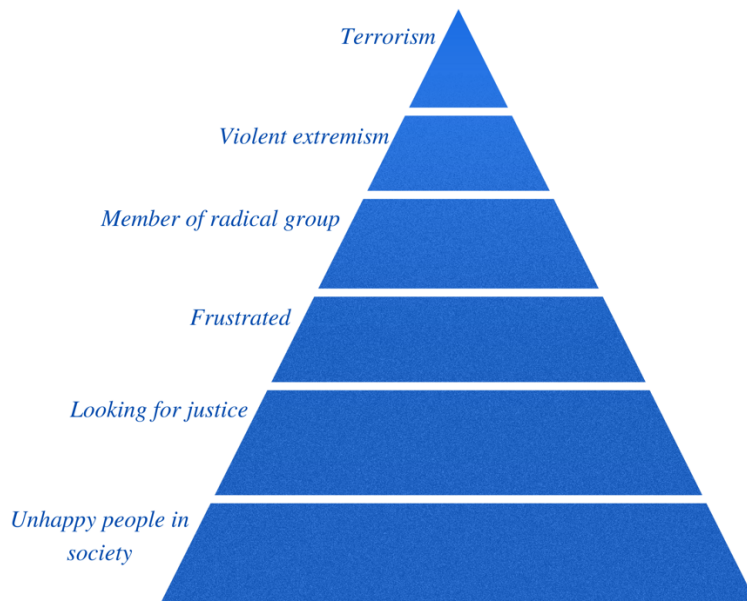 Terrorism
Violent extremism
Member of radical group
Frustrated
Looking for justice
Unhappy people in
society